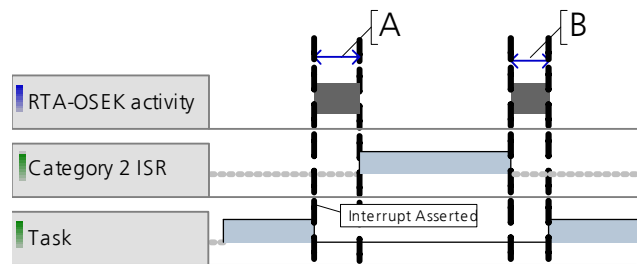 A
B
RTA-OSEK activity
Category 2 ISR
Interrupt Asserted
Task